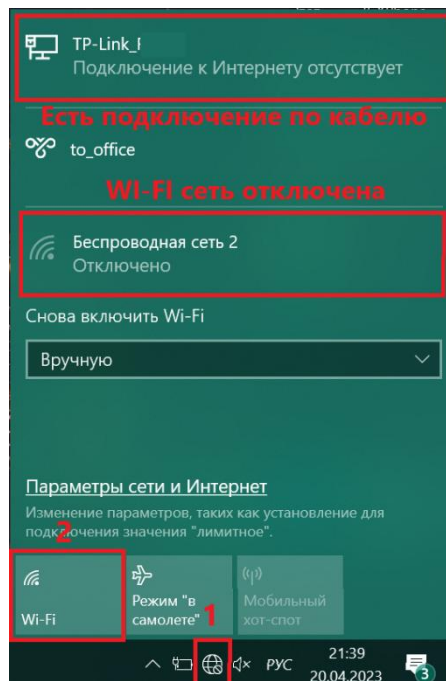 TP-Link_F
Подключение к Интернету отсутствует
Есть подключение по кабелю
to_office
WI-FI сеть отключена
Беспроводная сеть 2
Отключено
Снова включить Wi-Fi
Вручную
Параметры сети и Интернет
Изменение параметров, таких как установление для
подключения значения "лимитное".
2
Wi-Fi
Режим "в
самолете"
1
Мобильный
хот-спот
РУС
21:39
20.04.2023
3